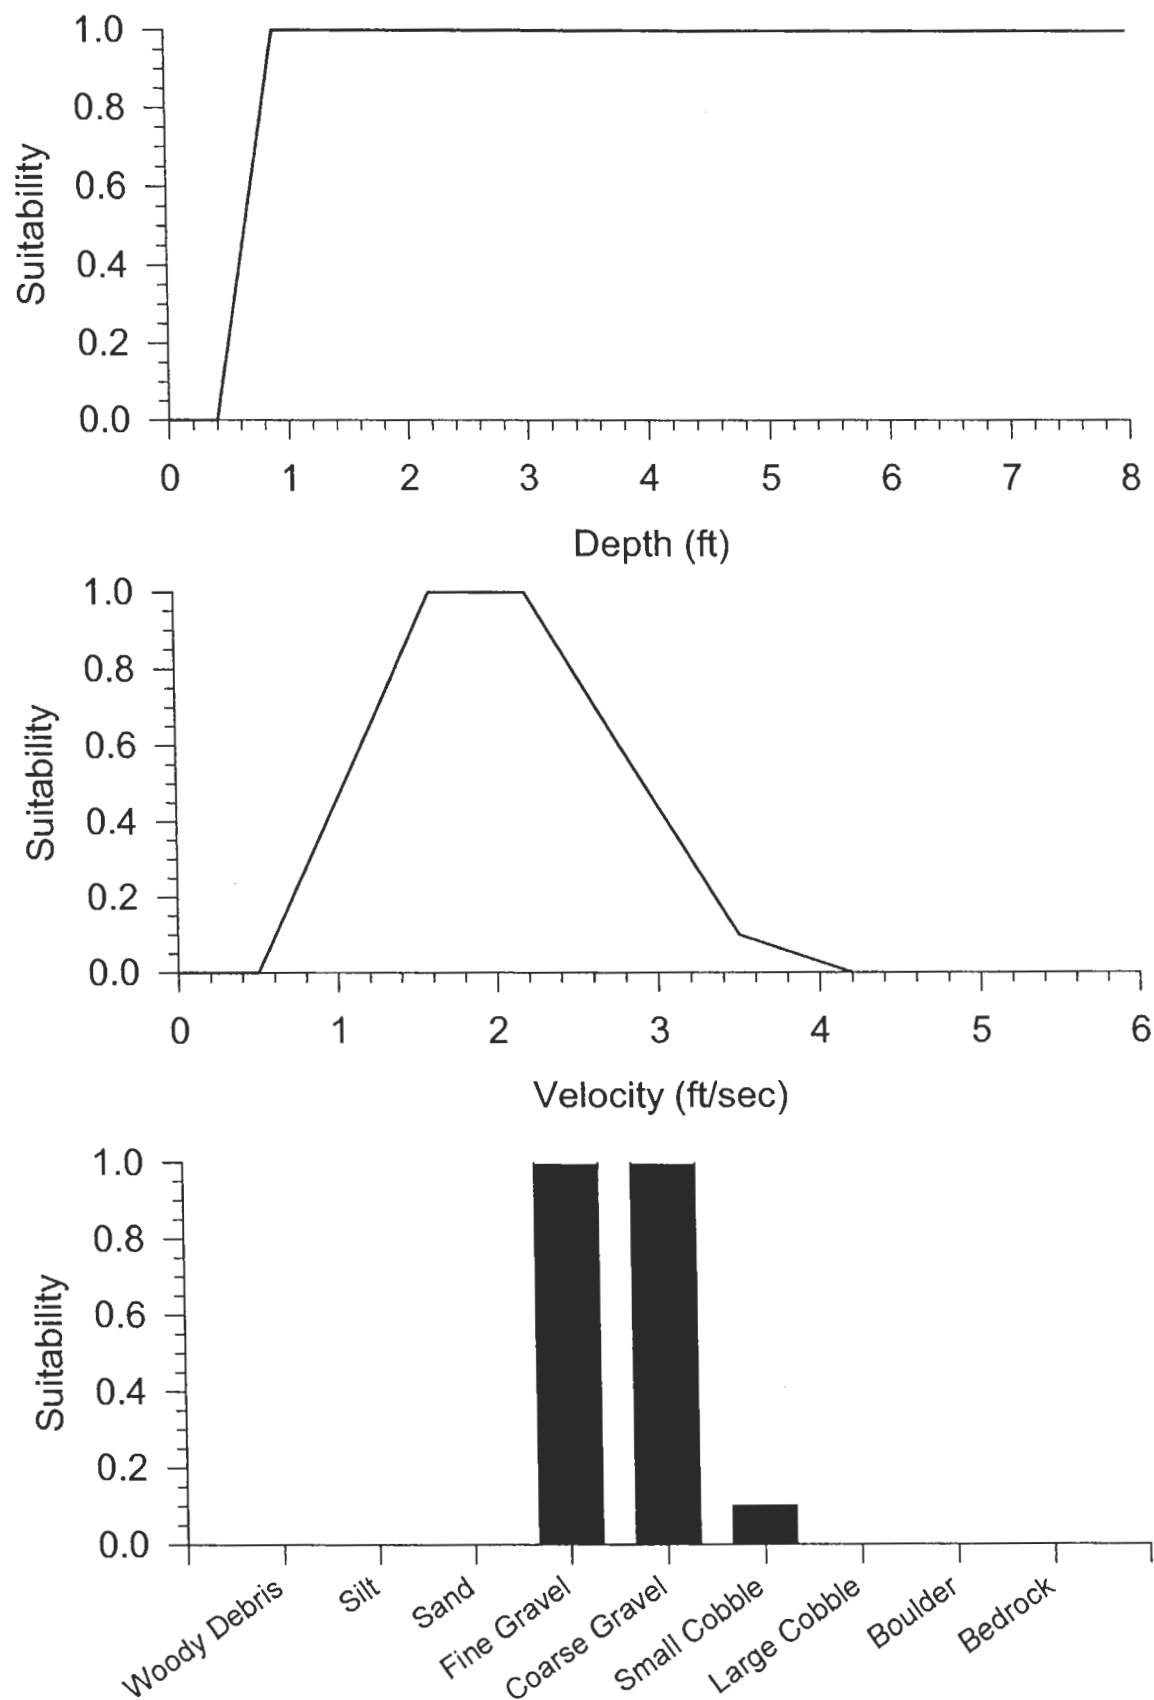 1.0
0.8
0.6
0.4
0.2
0.0
Suitability
0 1 2 3 4 5 6 7 8
Depth (ft)
1.0
0.8
0.6
0.4
0.2
0.0
Suitability
0 1 2 3 4 5 6
Velocity (ft/sec)
1.0
0.8
0.6
0.4
0.2
0.0
Suitability
Woody Debris
Silt
Sand
Fine Gravel
Coarse Gravel
Small Cobble
Large Cobble
Boulder
Bedrock